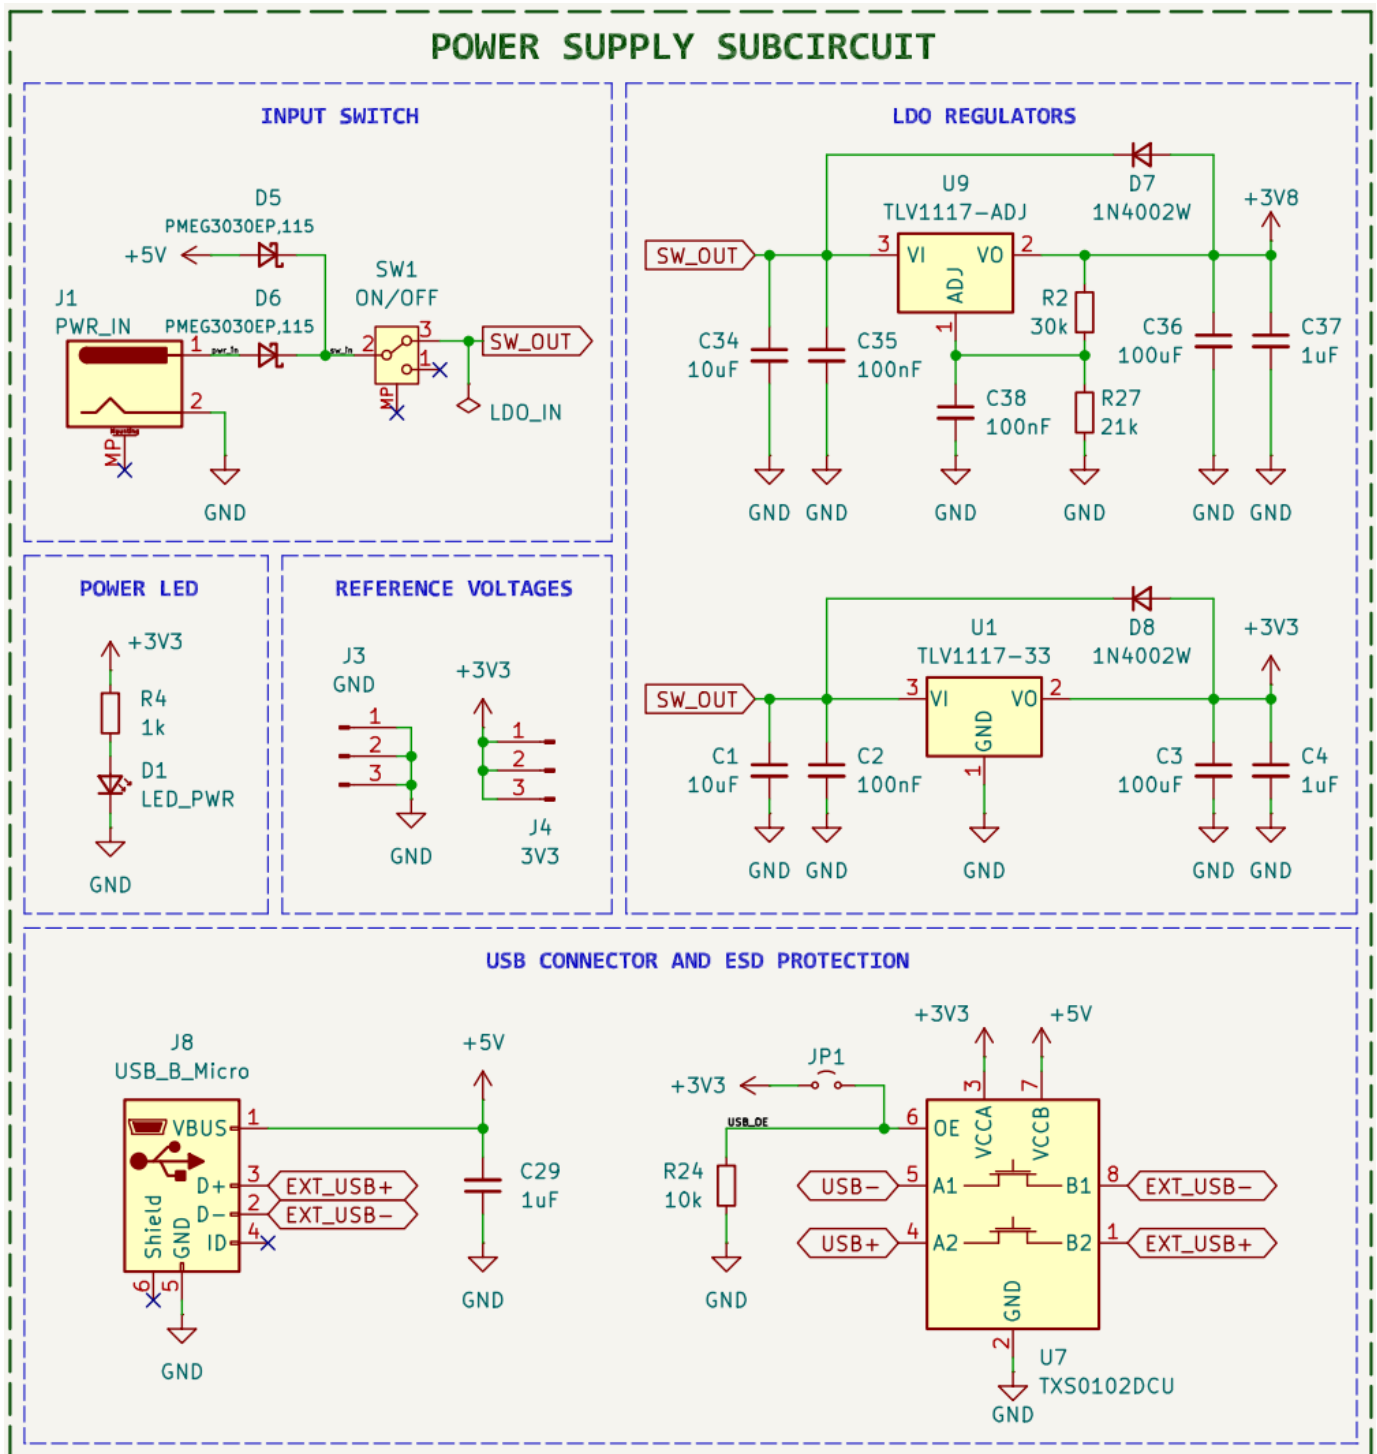 POWER SUPPLY SUBCIRCUIT
INPUT SWITCH
D5
PMEG3030EP,115
+5V
SW1
ON/OFF
J1
PWR_IN
D6
PMEG3030EP,115
1
pwr_in
sw_in
2
3
1
SW_OUT
MP
LDO_IN
2
MP
GND
LDO REGULATORS
D7
1N4002W
U9
TLV1117-ADJ
+3V8
SW_OUT
3
VI
VO
2
ADJ
1
R2
30k
C34
10uF
C35
100nF
C36
100uF
C37
1uF
C38
100nF
R27
21k
GND
GND
GND
GND
GND
GND
D8
1N4002W
U1
TLV1117-33
+3V3
SW_OUT
3
VI
VO
2
GND
1
C1
10uF
C2
100nF
C3
100uF
C4
1uF
GND
GND
GND
GND
GND
POWER LED
+3V3
R4
1k
D1
LED_PWR
GND
REFERENCE VOLTAGES
J3
GND
1
2
3
GND
+3V3
1
2
3
J4
3V3
USB CONNECTOR AND ESD PROTECTION
J8
USB_B_Micro
VBUS
1
D+
3
EXT_USB+
D-
2
EXT_USB-
ID
4
Shield
GND
6
5
GND
+5V
C29
1uF
GND
+3V3
JP1
USB_OE
R24
10k
GND
+3V3
+5V
3
7
VCCA
VCCB
6
OE
USB-
5
A1
B1
8
EXT_USB-
USB+
4
A2
B2
1
EXT_USB+
GND
2
U7
TXS0102DCU
GND